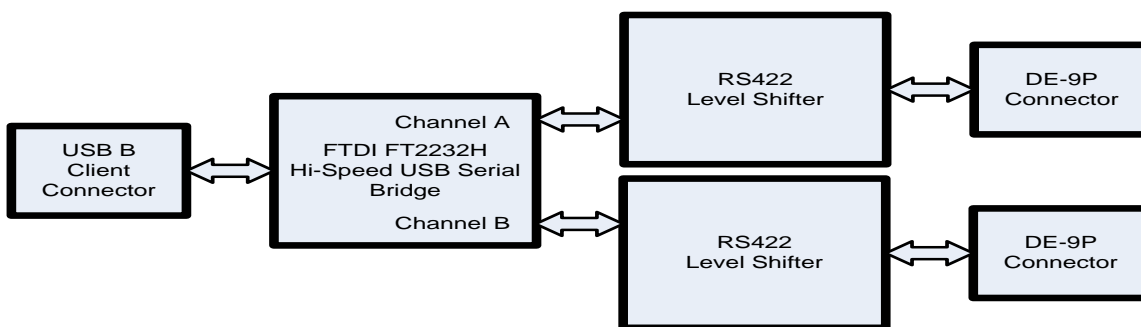 USB B
Client
Connector
Channel A
FTDI FT2232H
Hi-Speed USB Serial
Bridge
Channel B
RS422
Level Shifter
DE-9P
Connector
RS422
Level Shifter
DE-9P
Connector